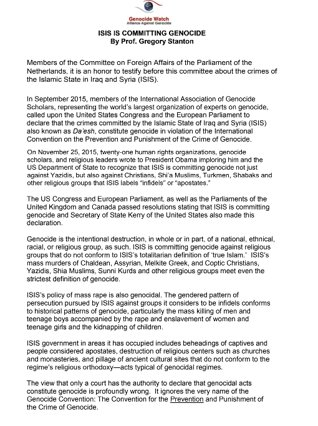 Genocide Watch
ISIS IS COMMITTING GENOCIDE
By Prof. Gregory Stanton
Members of the Committee on Foreign Affairs of the Parliament of the
Netherlands, it is an honor to testify before this committee about the crimes of
the Islamic State in Iraq and Syria (ISIS).
In September 2015, members of the International Association of Genocide
Scholars, representing the world's largest organization of experts on genocide,
called upon the United States Congress and the European Parliament to
declare that the crimes committed by the Islamic State of Iraq and Syria (ISIS)
also known as Da'esh, constitute genocide in violation of the International
Convention on the Prevention and Punishment of the Crime of Genocide.
On November 25, 2015, twenty-one human rights organizations, genocide
scholars, and religious leaders wrote to President Obama imploring him and the
US Department of State to recognize that ISIS is committing genocide not just
against Yazidis, but also against Christians, Shi'a Muslims, Turkmen, Shabaks and
other religious groups that ISIS labels "infidels" or "apostates."
The US Congress and European Parliament, as well as the Parliaments of the
United Kingdom and Canada passed resolutions stating that ISIS is committing
genocide and Secretary of State Kerry of the United States also made this
declaration.
Genocide is the intentional destruction, in whole or in part, of a national, ethnical,
racial, or religious group, as such. ISIS is committing genocide against religious
groups that do not conform to ISIS's totalitarian definition of 'true Islam.' ISIS's
mass murders of Chaldean, Assyrian, Melkite Greek, and Coptic Christians,
Yazidis, Shia Muslims, Sunni Kurds and other religious groups meet even the
strictest definition of genocide.
ISIS's policy of mass rape is also genocidal. The gendered pattern of
persecution pursued by ISIS against groups it considers to be infidels conforms
to historical patterns of genocide, particularly the mass killing of men and
teenage boys accompanied by the rape and enslavement of women and
teenage girls and the kidnapping of children.
ISIS government in areas it has occupied includes beheadings of captives and
people considered apostates, destruction of religious centers such as churches
and monasteries, and pillage of ancient cultural sites that do not conform to the
regime's religious orthodoxy—acts typical of genocidal regimes.
The view that only a court has the authority to declare that genocidal acts
constitute genocide is profoundly wrong. It ignores the very name of the
Genocide Convention: The Convention for the Prevention and Punishment of
the Crime of Genocide.